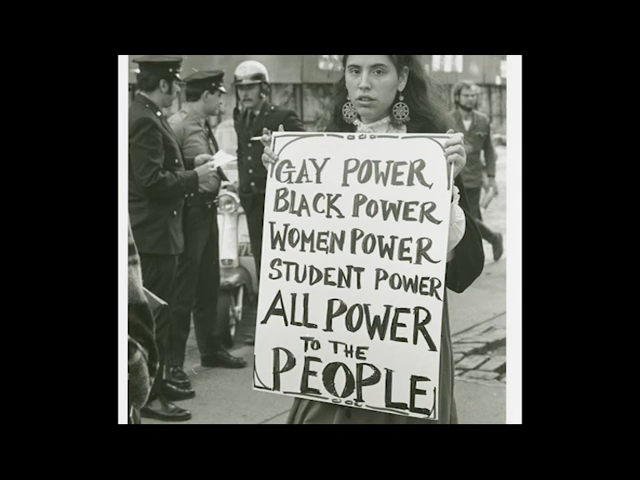 GAY POWER
BLACK POWER
WOMEN POWER
STUDENT POWER
ALL POWER
TO THE
PEOPLE